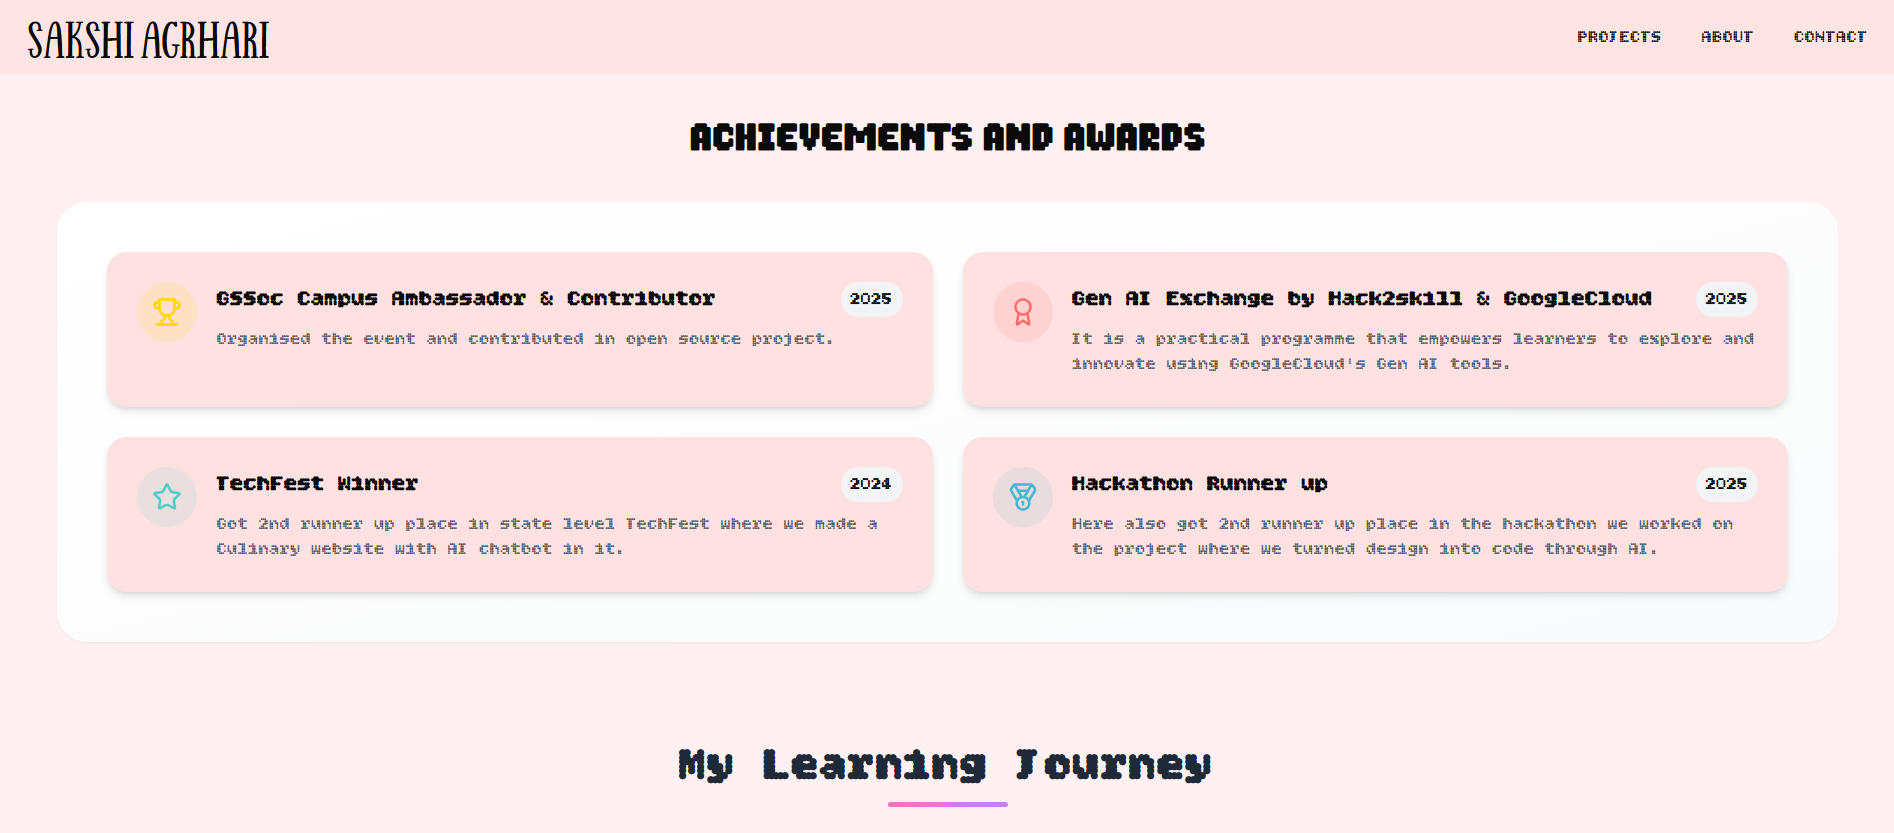 SAKSHI AGRHARI
PROJECTS ABOUT CONTACT
ACHIEVEMENTS AND AWARDS
GSSoc Campus Ambassador & Contributor 2025
Organised the event and contributed in open source project.
Gen AI Exchange by Hack2skill & GoogleCloud 2025
It is a practical programme that empowers learners to explore and
innovate using GoogleCloud's Gen AI tools.
TechFest Winner 2024
Got 2nd runner up place in state level TechFest where we made a
Culinary website with AI chatbot in it.
Hackathon Runner up 2025
Here also got 2nd runner up place in the hackathon we worked on
the project where we turned design into code through AI.
My Learning Journey